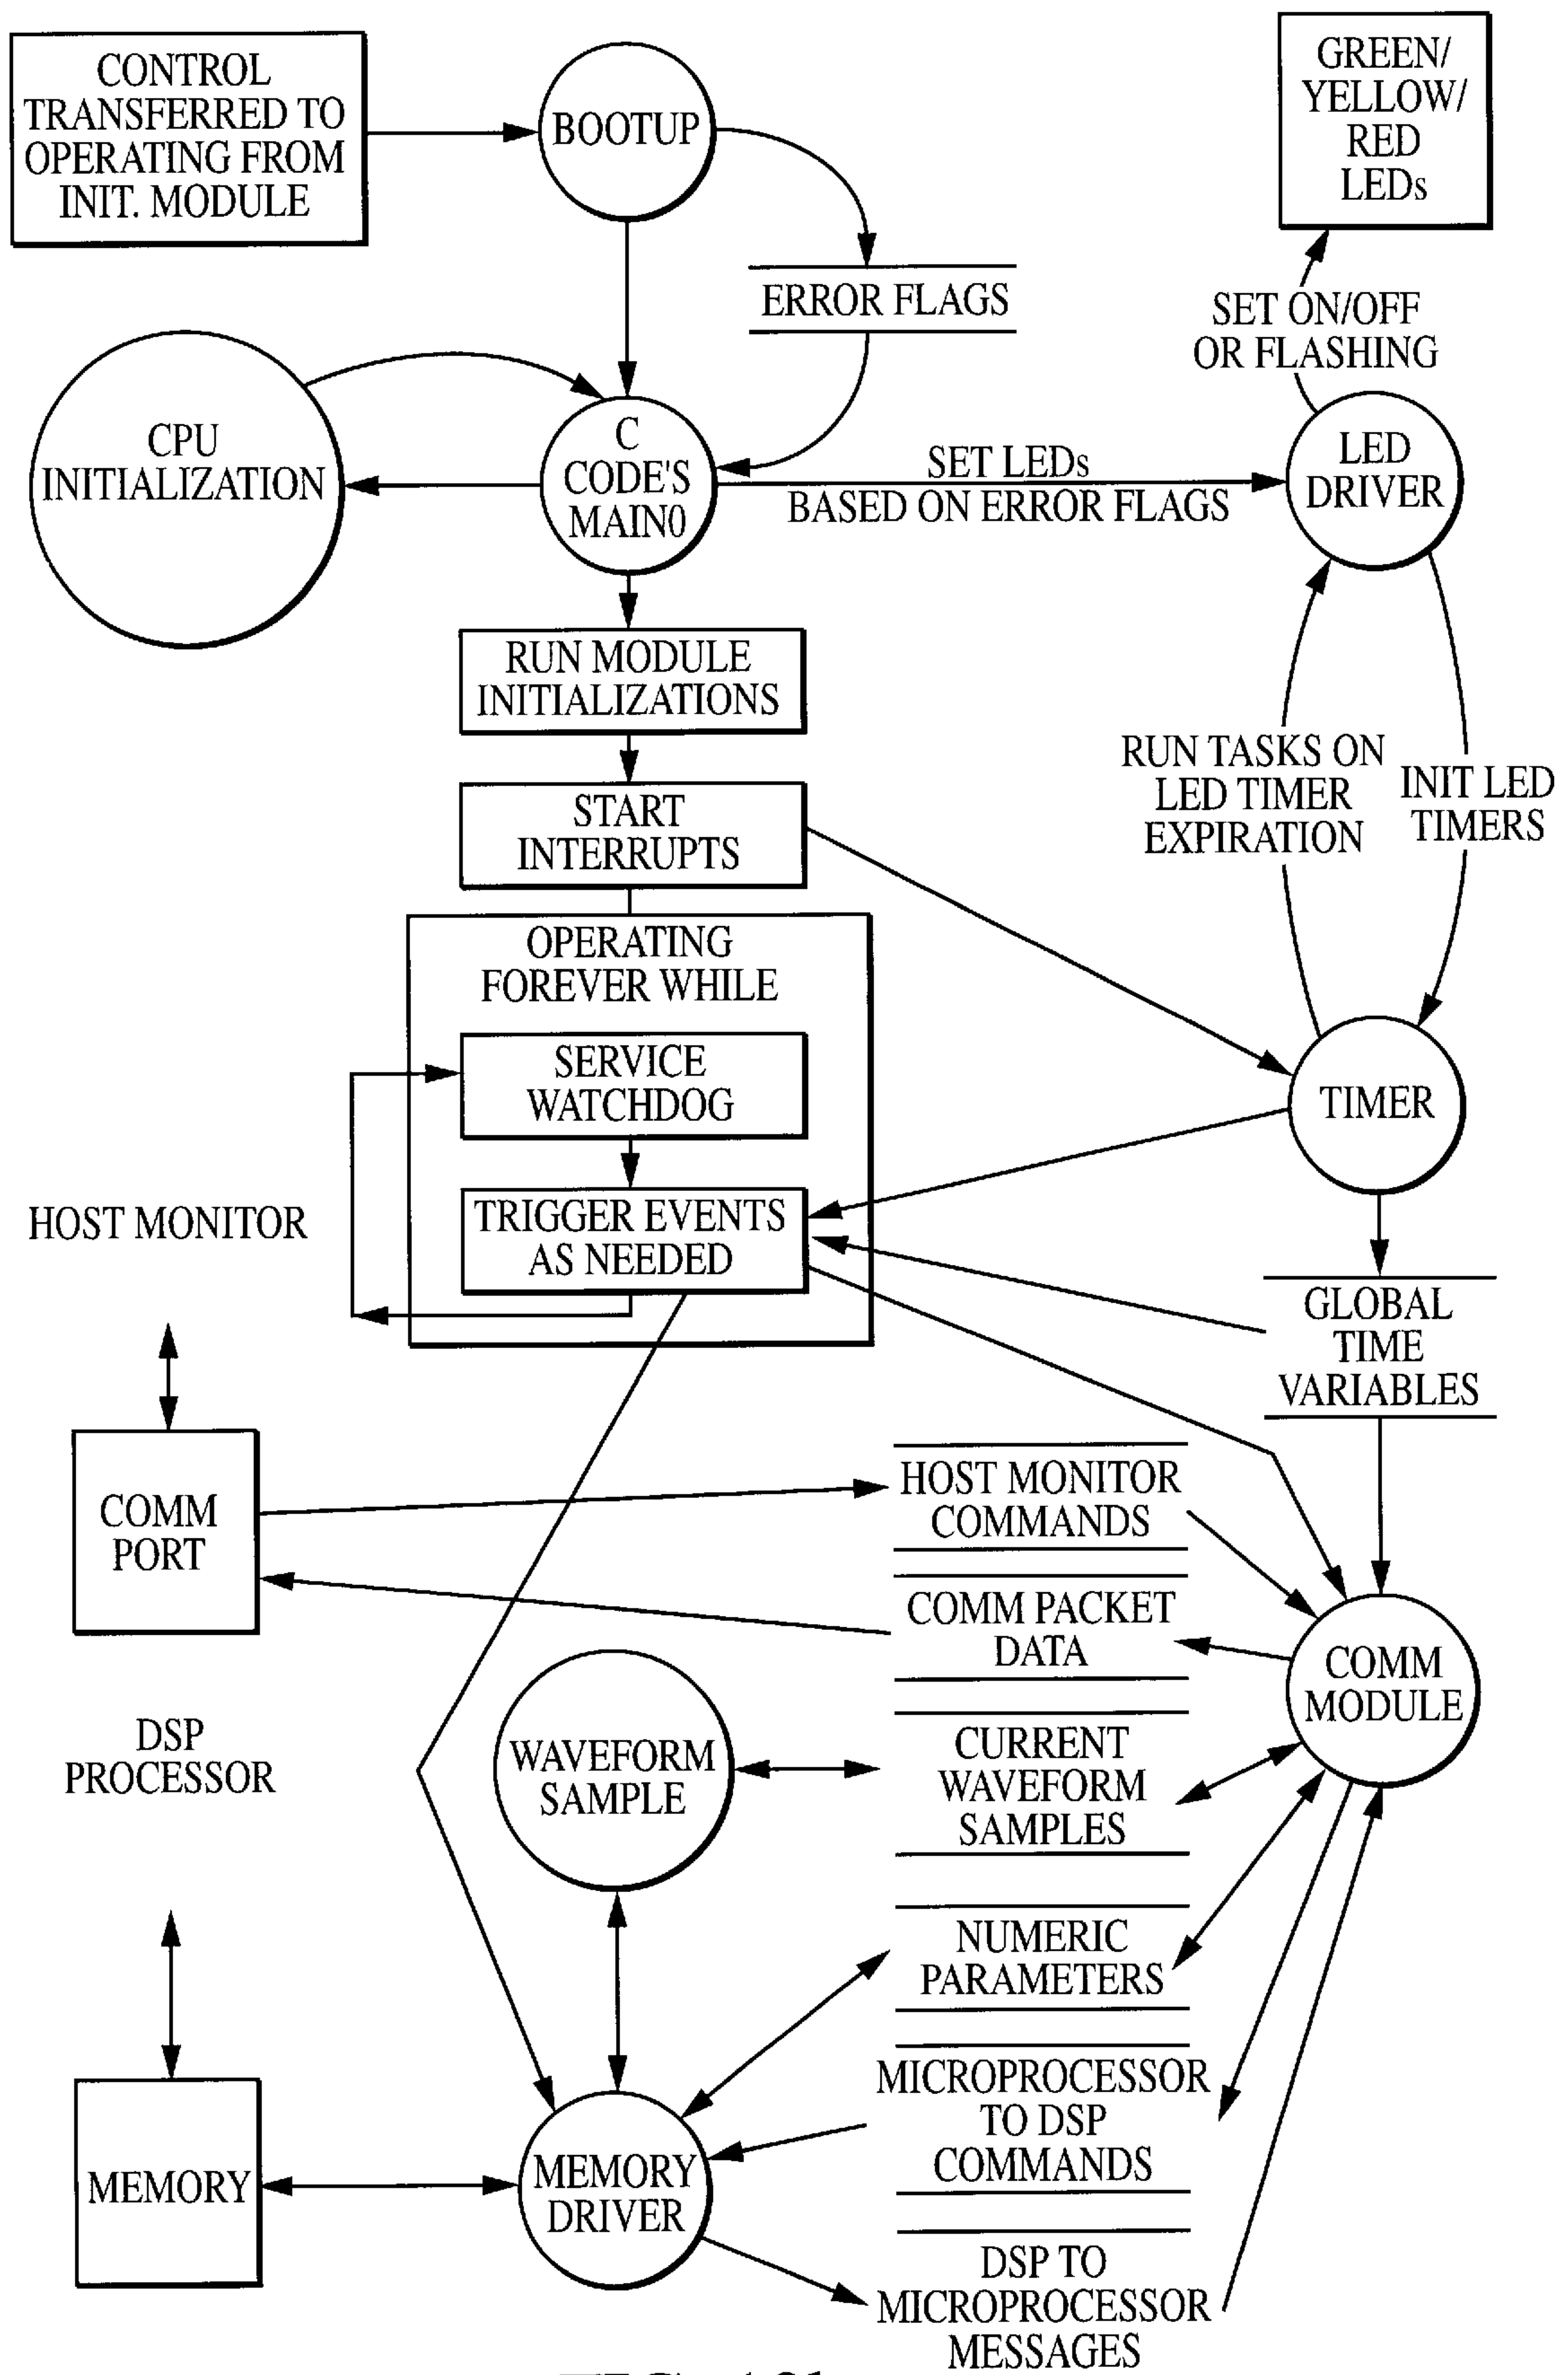 CONTROL
TRANSFERRED TO
OPERATING FROM
INIT. MODULE
BOOTUP
GREEN/
YELLOW/
RED
LEDs
ERROR FLAGS
SET ON/OFF
OR FLASHING
CPU
INITIALIZATION
C
CODE'S
MAIN0
SET LEDs
BASED ON ERROR FLAGS
LED
DRIVER
RUN MODULE
INITIALIZATIONS
RUN TASKS ON
LED TIMER
EXPIRATION
INIT LED
TIMERS
START
INTERRUPTS
OPERATING
FOREVER WHILE
SERVICE
WATCHDOG
TIMER
TRIGGER EVENTS
AS NEEDED
HOST MONITOR
GLOBAL
TIME
VARIABLES
COMM
PORT
HOST MONITOR
COMMANDS
COMM PACKET
DATA
COMM
MODULE
DSP
PROCESSOR
WAVEFORM
SAMPLE
CURRENT
WAVEFORM
SAMPLES
NUMERIC
PARAMETERS
MICROPROCESSOR
TO DSP
COMMANDS
MEMORY
MEMORY
DRIVER
DSP TO
MICROPROCESSOR
MESSAGES